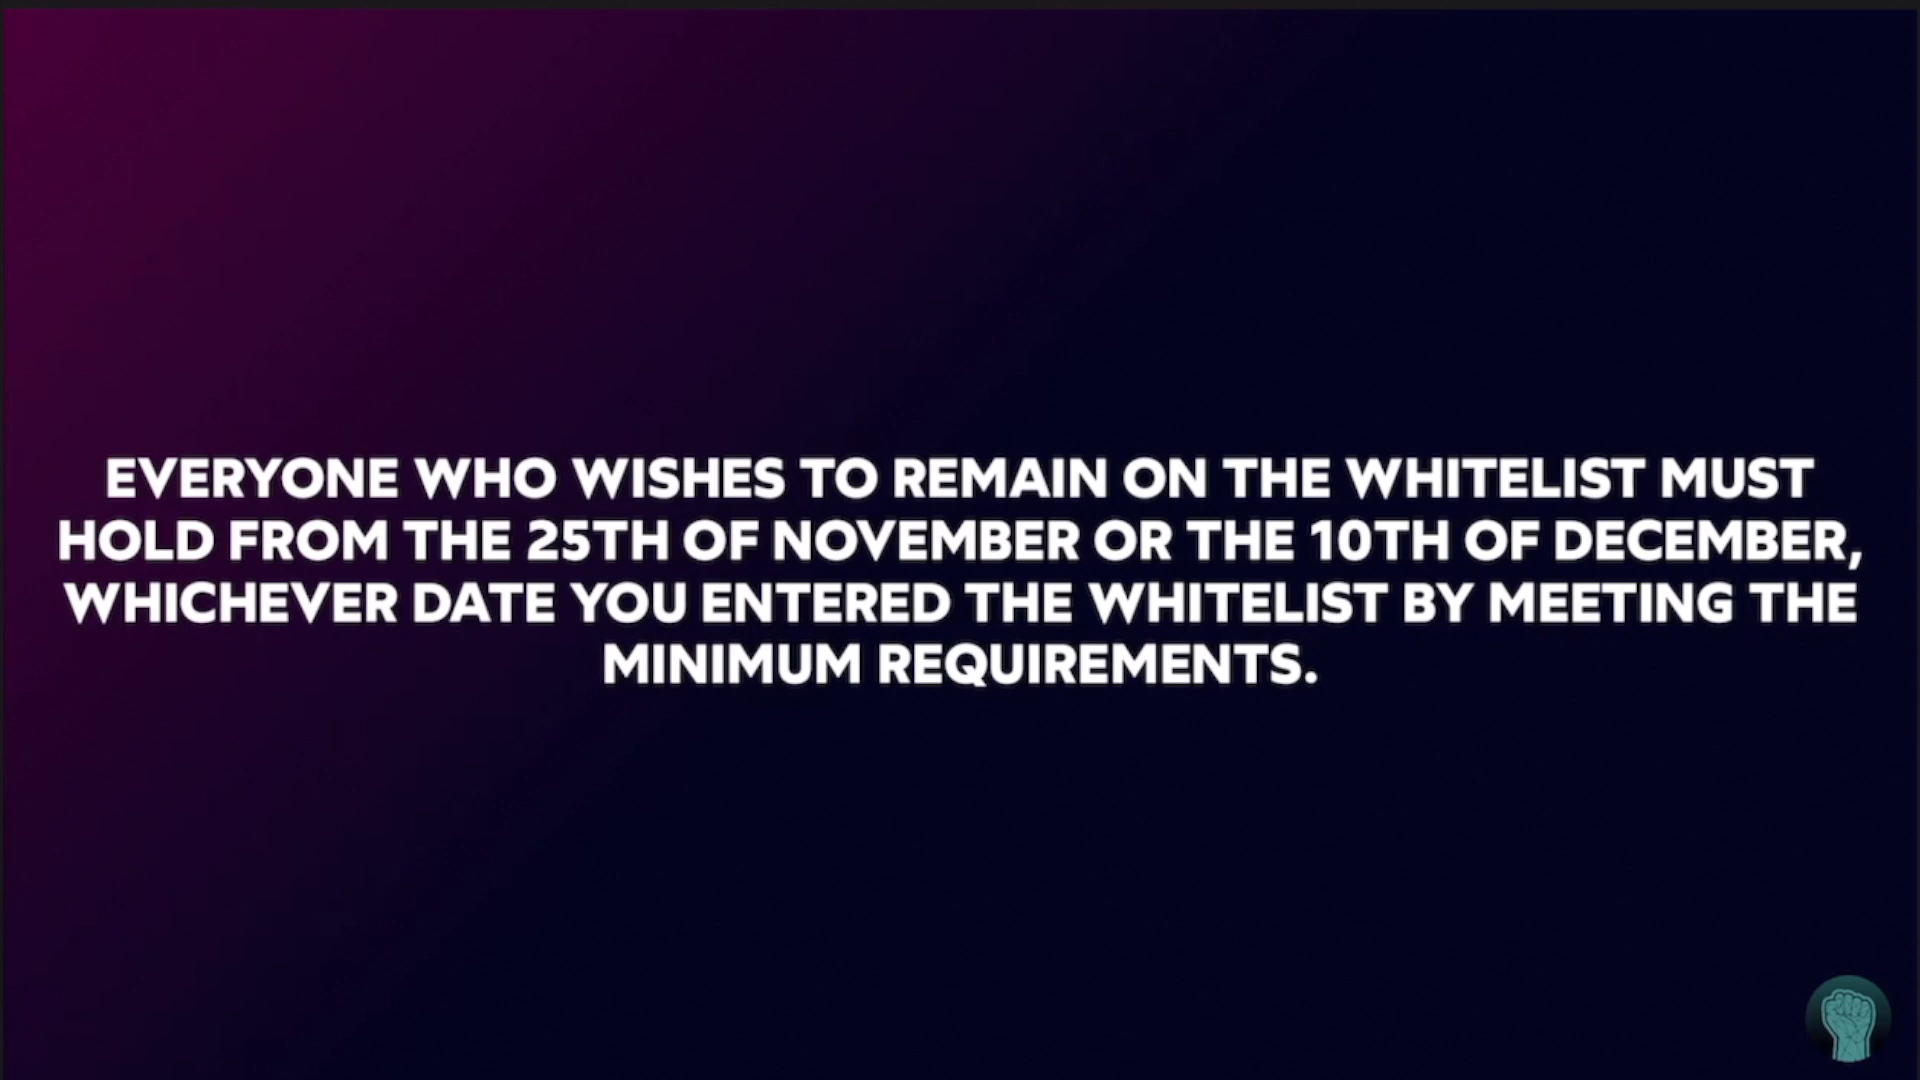 EVERYONE WHO WISHES TO REMAIN ON THE WHITELIST MUST
HOLD FROM THE 25TH OF NOVEMBER OR THE 10TH OF DECEMBER,
WHICHEVER DATE YOU ENTERED THE WHITELIST BY MEETING THE
MINIMUM REQUIREMENTS.